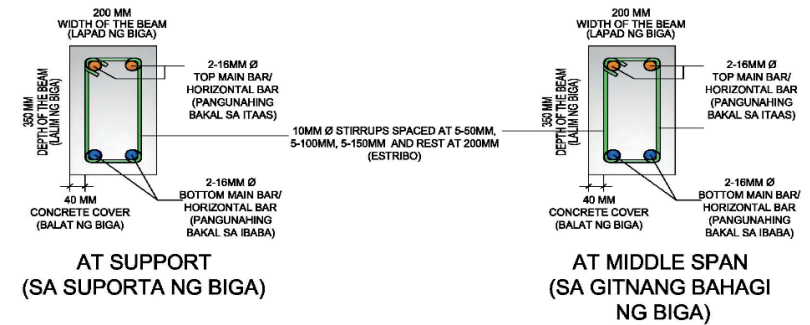 200 MM
WIDTH OF THE BEAM
(LAPAD NG BIGA)
350 MM
DEPTH OF THE BEAM
(LALIM NG BIGA)
2-16MM Ø
TOP MAIN BAR/
HORIZONTAL BAR
(PANGUNAHING
BAKAL SA ITAAS)
2-16MM Ø
BOTTOM MAIN BAR/
HORIZONTAL BAR
(PANGUNAHING
BAKAL SA IBABA)
40 MM
CONCRETE COVER
(BALAT NG BIGA)
AT SUPPORT
(SA SUPORTA NG BIGA)
10MM Ø STIRRUPS SPACED AT 5-50MM,
5-100MM, 5-150MM AND REST AT 200MM
(ESTRIBO)
200 MM
WIDTH OF THE BEAM
(LAPAD NG BIGA)
350 MM
DEPTH OF THE BEAM
(LALIM NG BIGA)
2-16MM Ø
TOP MAIN BAR/
HORIZONTAL BAR
(PANGUNAHING
BAKAL SA ITAAS)
2-16MM Ø
BOTTOM MAIN BAR/
HORIZONTAL BAR
(PANGUNAHING
BAKAL SA IBABA)
40 MM
CONCRETE COVER
(BALAT NG BIGA)
AT MIDDLE SPAN
(SA GITNANG BAHAGI
NG BIGA)